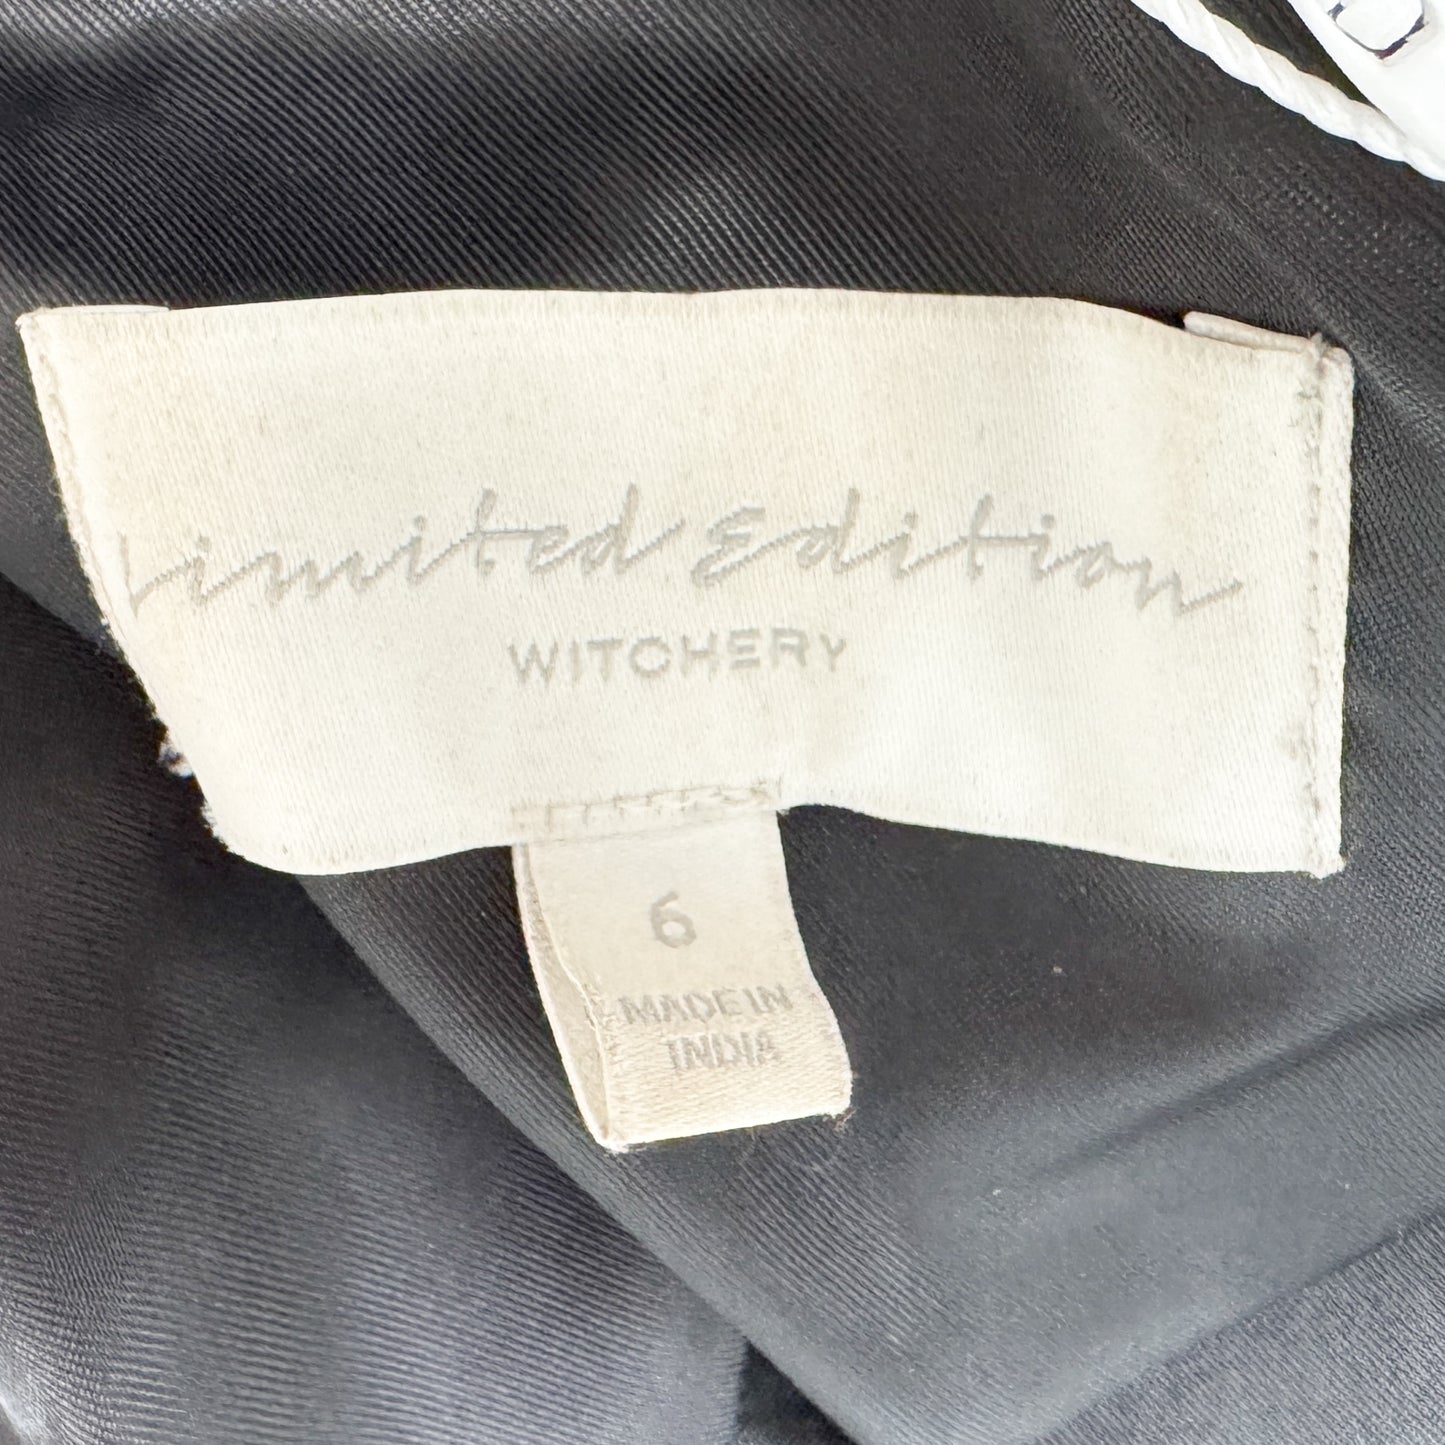 Limited Edition
WITCHERY
6
MADE IN
INDIA